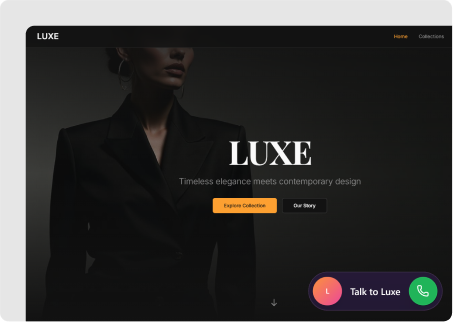 LUXE
Home Collections
LUXE
Timeless elegance meets contemporary design
Explore Collection Our Story
L Talk to Luxe